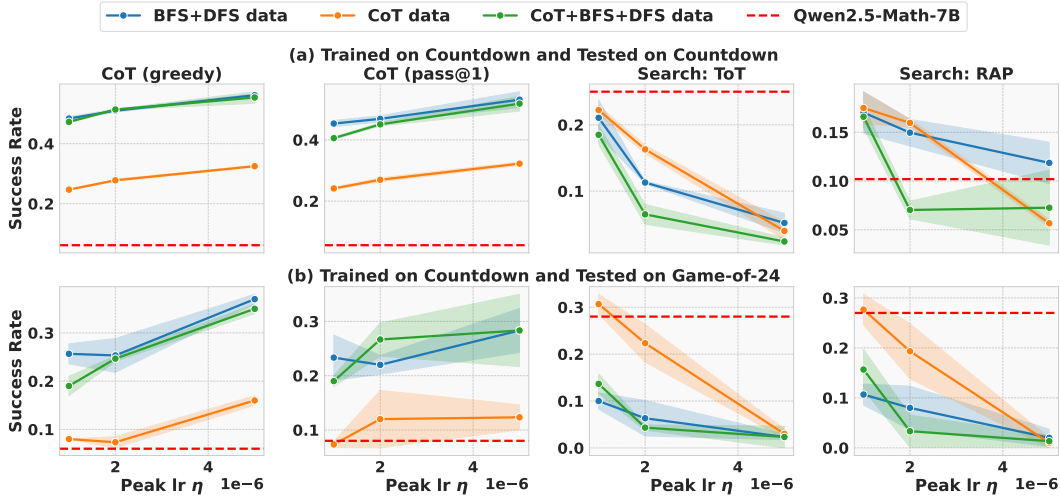 BFS+DFS data CoT data CoT+BFS+DFS data Qwen2.5-Math-7B
(a) Trained on Countdown and Tested on Countdown
CoT (greedy) CoT (pass@1) Search: ToT Search: RAP
Success Rate
0.4
0.2
0.4
0.2
0.2
0.1
0.15
0.10
0.05
(b) Trained on Countdown and Tested on Game-of-24
Success Rate
0.3
0.2
0.1
0.3
0.2
0.1
0.3
0.2
0.1
0.0
0.3
0.2
0.1
0.0
2 4 2 4 2 4 2 4
Peak lr η 1e−6 Peak lr η 1e−6 Peak lr η 1e−6 Peak lr η 1e−6